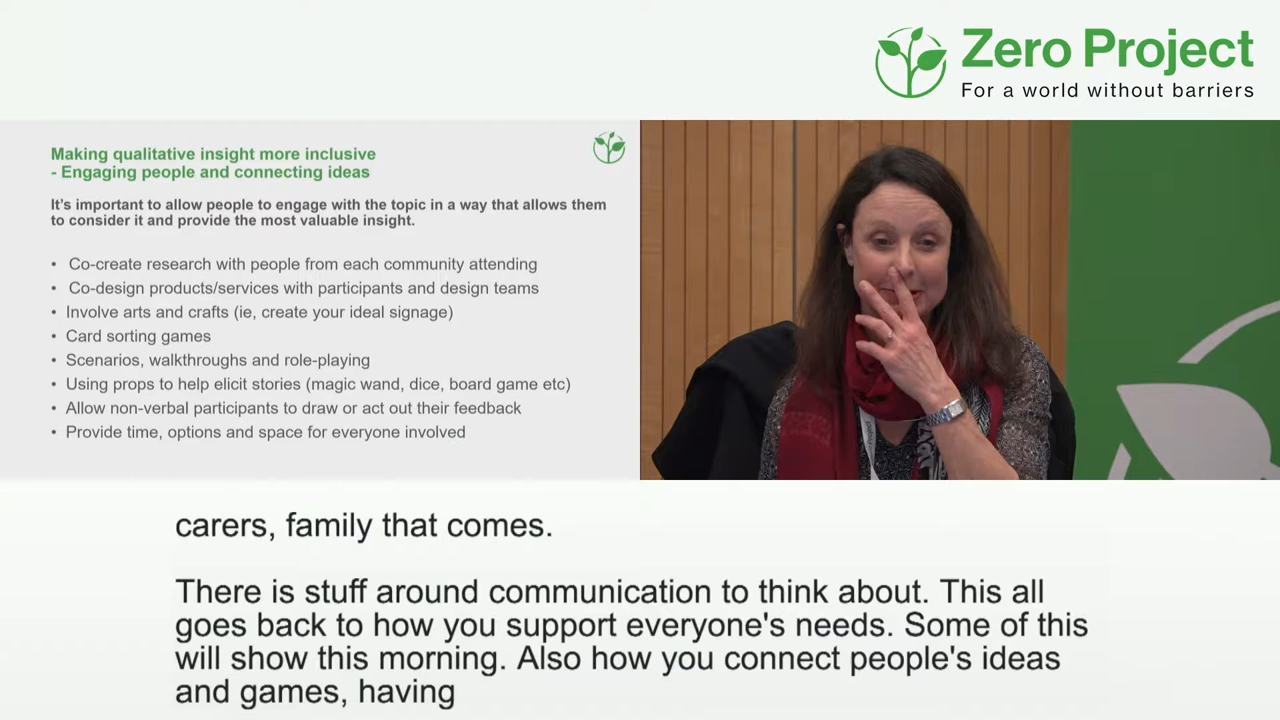 Zero Project
For a world without barriers
Making qualitative insight more inclusive
- Engaging people and connecting ideas
It's important to allow people to engage with the topic in a way that allows them
to consider it and provide the most valuable insight.
• Co-create research with people from each community attending
• Co-design products/services with participants and design teams
• Involve arts and crafts (ie, create your ideal signage)
• Card sorting games
• Scenarios, walkthroughs and role-playing
• Using props to help elicit stories (magic wand, dice, board game etc)
• Allow non-verbal participants to draw or act out their feedback
• Provide time, options and space for everyone involved
carers, family that comes.
There is stuff around communication to think about. This all
goes back to how you support everyone's needs. Some of this
will show this morning. Also how you connect people's ideas
and games, having